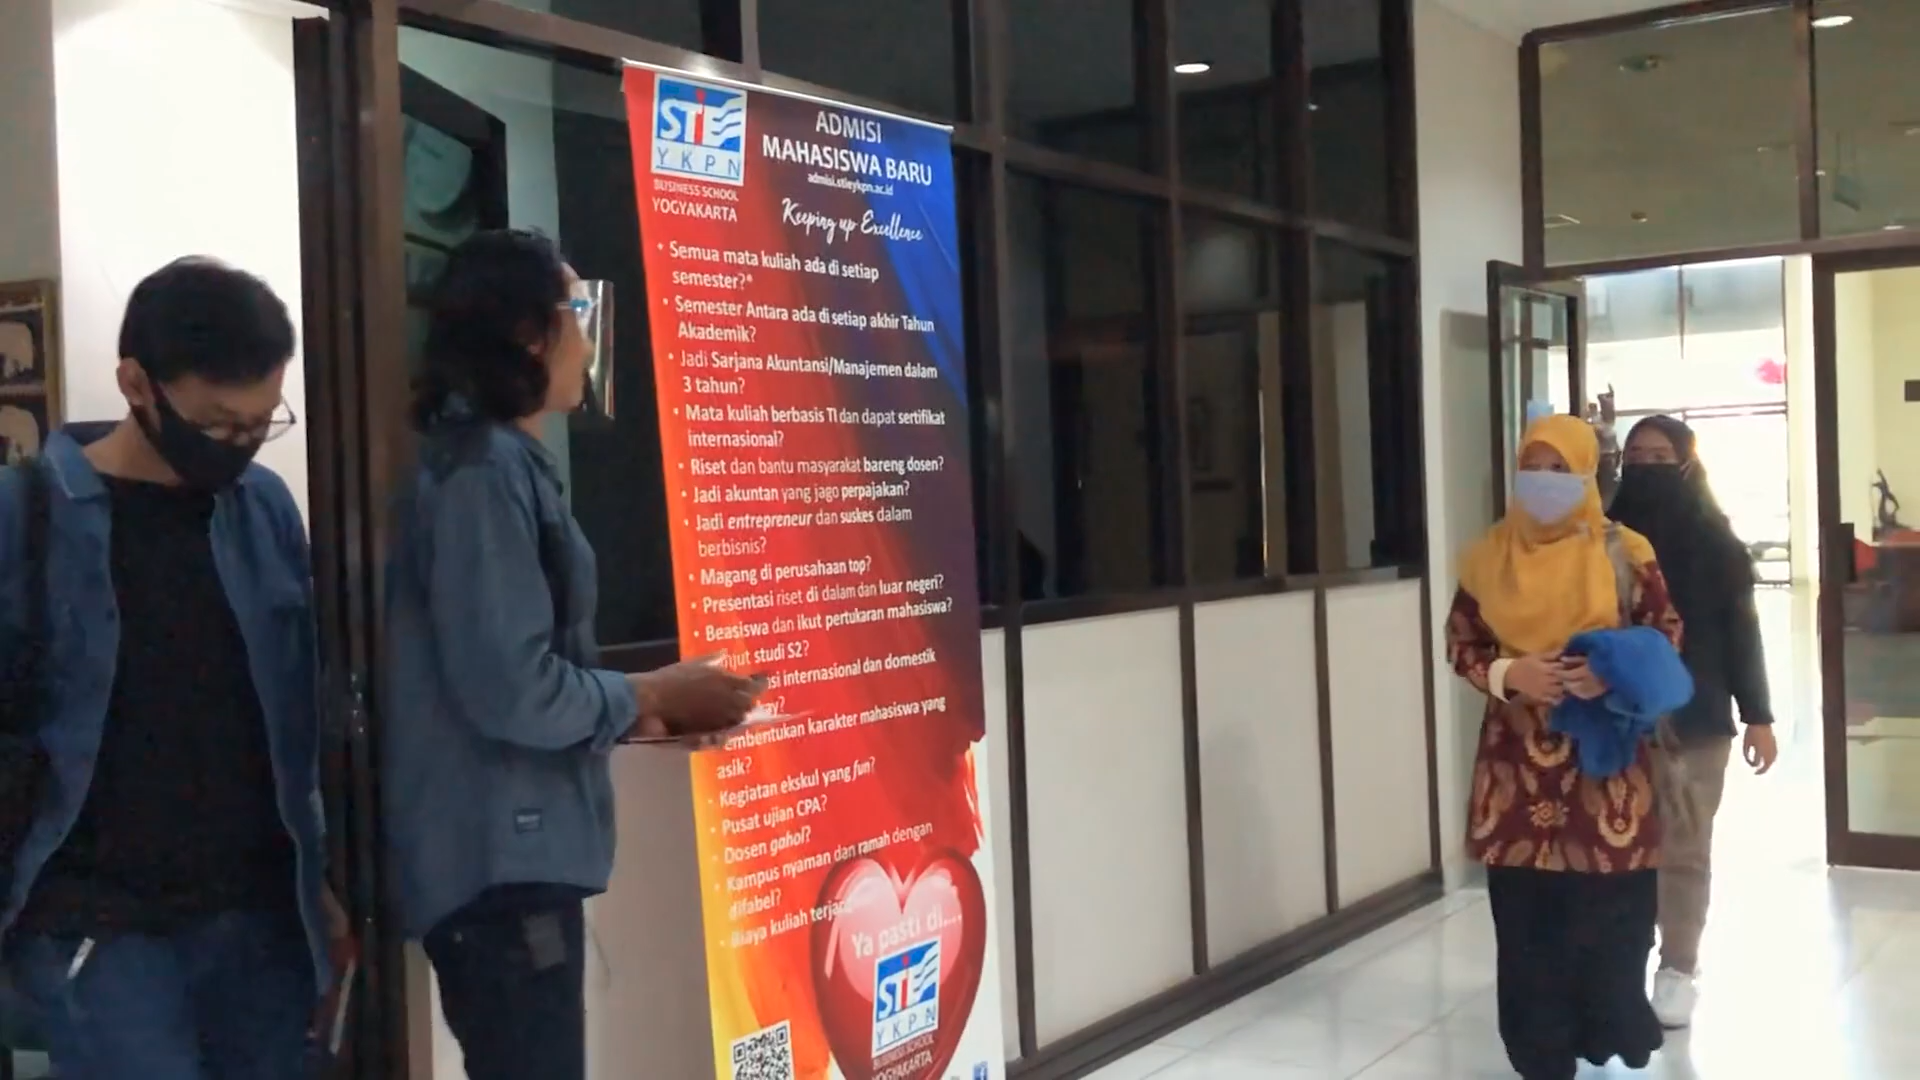 STIE
YKPN
BUSINESS SCHOOL
YOGYAKARTA
ADMISI
MAHASISWA BARU
admisi.stieykpn.ac.id
Keeping up Excellence
• Semua mata kuliah ada di setiap
semester?*
• Semester Antara ada di setiap akhir Tahun
Akademik?
• Jadi Sarjana Akuntansi/Manajemen dalam
3 tahun?
• Mata kuliah berbasis TI dan dapat sertifikat
internasional?
• Riset dan bantu masyarakat bareng dosen?
• Jadi akuntan yang jago perpajakan?
• Jadi entrepreneur dan suskes dalam
berbisnis?
• Magang di perusahaan top?
• Presentasi riset di dalam dan luar negeri?
• Beasiswa dan ikut pertukaran mahasiswa?
studi S2?
internasional dan domestik
karakter mahasiswa yang
asik?
• Kegiatan ekskul yang fun?
• Pusat ujian CPA?
• Dosen gahol?
• Kampus nyaman dan ramah dengan
difabel?
• Biaya kuliah
Ya pasti di...
STIE
YKPN
BUSINESS SCHOOL
YOGYAKARTA